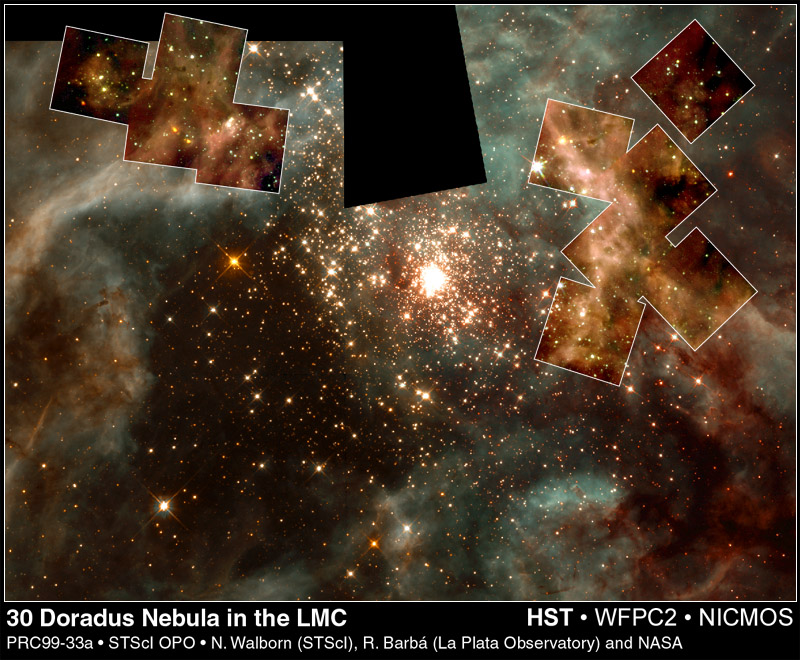 30 Doradus Nebula in the LMC
HST • WFPC2 • NICMOS
PRC99-33a • STScI OPO • N. Walborn (STScI), R. Barbá (La Plata Observatory) and NASA